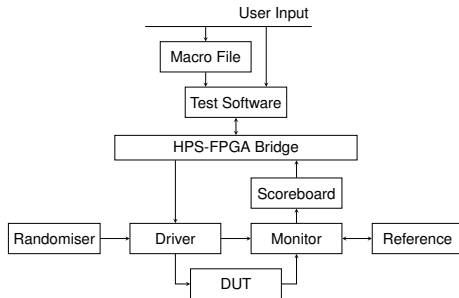 User Input
Macro File
Test Software
HPS-FPGA Bridge
Scoreboard
Randomiser
Driver
Monitor
Reference
DUT